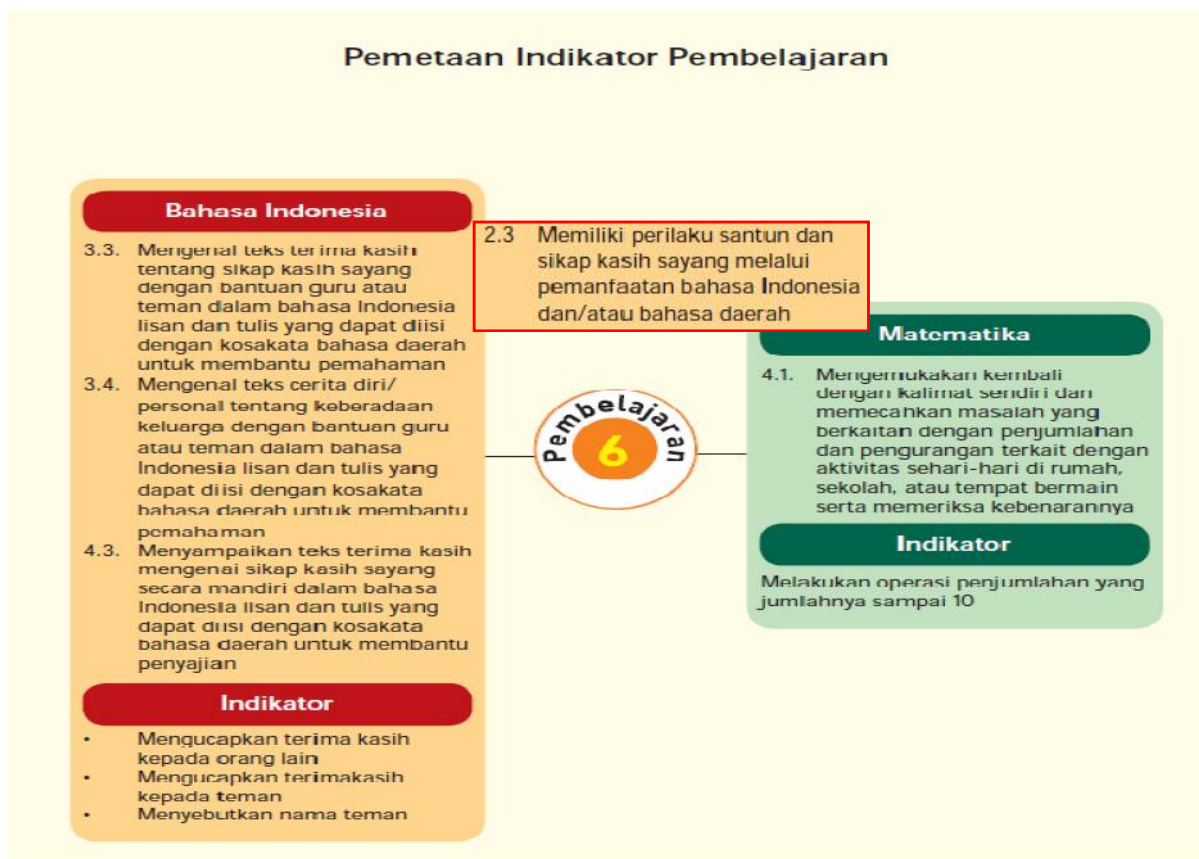 Pemetaan Indikator Pembelajaran
Bahasa Indonesia
3.3. Mengenal teks terima kasih
tentang sikap kasih sayang
dengan bantuan guru atau
teman dalam bahasa Indonesia
lisan dan tulis yang dapat diisi
dengan kosakata bahasa daerah
untuk membantu pemahaman
3.4. Mengenal teks cerita diri/
personal tentang keberadaan
keluarga dengan bantuan guru
atau teman dalam bahasa
Indonesia lisan dan tulis yang
dapat diisi dengan kosakata
bahasa daerah untuk membantu
pemahaman
4.3. Menyampaikan teks terima kasih
mengenai sikap kasih sayang
secara mandiri dalam bahasa
Indonesia lisan dan tulis yang
dapat diisi dengan kosakata
bahasa daerah untuk membantu
penyajian
Indikator
• Mengucapkan terima kasih
kepada orang lain
• Mengucapkan terimakasih
kepada teman
• Menyebutkan nama teman
2.3 Memiliki perilaku santun dan
sikap kasih sayang melalui
pemanfaatan bahasa Indonesia
dan/atau bahasa daerah
Pembelajaran
6
Matematika
4.1. Mengemukakan kembali
dengan kalimat sendiri dan
memecahkan masalah yang
berkaitan dengan penjumlahan
dan pengurangan terkait dengan
aktivitas sehari-hari di rumah,
sekolah, atau tempat bermain
serta memeriksa kebenarannya
Indikator
Melakukan operasi penjumlahan yang
jumlahnya sampai 10